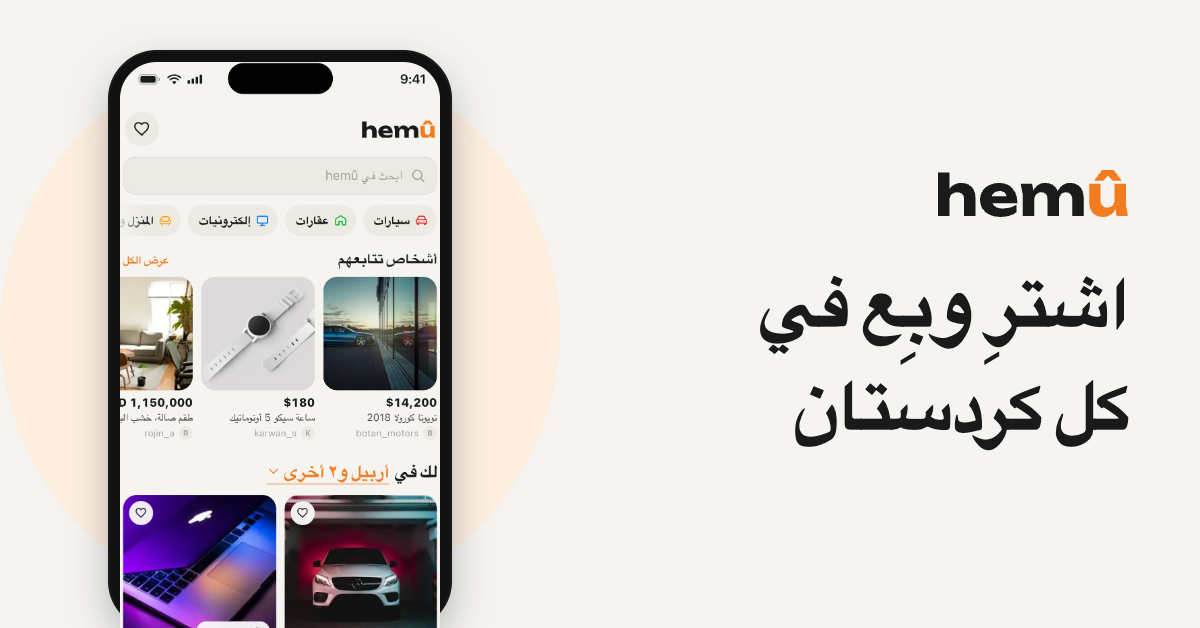 9:41
hemû
ابحث في hemû
سيارات
عقارات
إلكترونيات
المنزل و
أشخاص تتابعهم
عرض الكل
$14,200
تويوتا كورولا 2018
B botan_motors
$180
ساعة سيكو 5 أوتوماتيك
K karwan_s
1,150,000
طقم صالة، خشب
R rojin_a
لك في أربيل و٢ أخرى
hemû
اشترِ وبِع في
كل كردستان